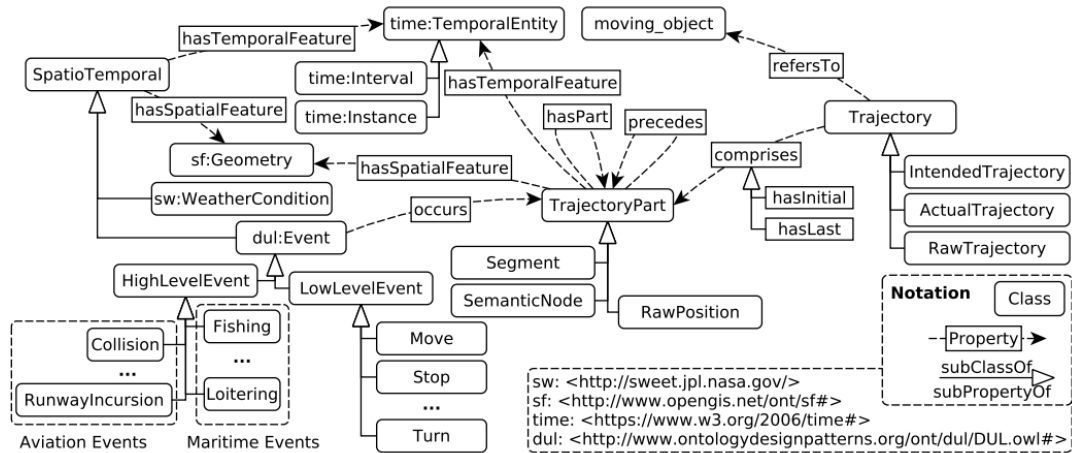 time:TemporalEntity
moving_object
hasTemporalFeature
SpatioTemporal
time:Interval
hasTemporalFeature
refersTo
hasSpatialFeature
time:Instance
hasPart
precedes
Trajectory
sf:Geometry
hasSpatialFeature
comprises
IntendedTrajectory
sw:WeatherCondition
occurs
TrajectoryPart
hasInitial
ActualTrajectory
dul:Event
hasLast
RawTrajectory
HighLevelEvent
LowLevelEvent
Segment
SemanticNode
RawPosition
Notation
Class
Property
subClassOf
subPropertyOf
Collision
...
RunwayIncursion
Aviation Events
Fishing
...
Loitering
Maritime Events
Move
Stop
...
Turn
sw: <http://sweet.jpl.nasa.gov/>
sf: <http://www.opengis.net/ont/sf#>
time: <https://www.w3.org/2006/time#>
dul: <http://www.ontologydesignpatterns.org/ont/dul/DUL.owl#>